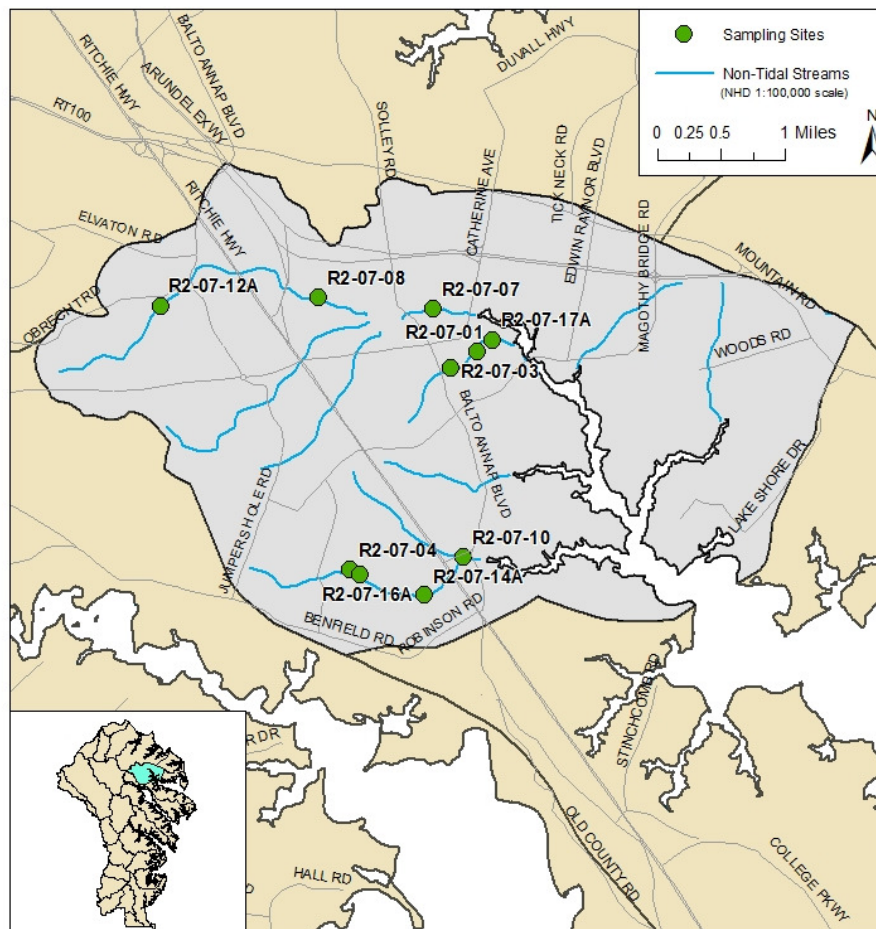 Sampling Sites
Non-Tidal Streams
(NHD 1:100,000 scale)
0 0.25 0.5 1 Miles
N
DUVALL HWY
BALTO ANNAP BLVD
RITCHIE HWY
ARUNDEL EXWY
RT100
SOLLEY RD
CATHERINE AVE
TICK NECK RD
EDWIN RAYNOR BLVD
MAGOTHY BRIDGE RD
MOUNTAIN RD
RITCHIE HWY
ELVATON RD
OBRECHT RD
R2-07-12A
R2-07-08
R2-07-07
R2-07-17A
R2-07-01
R2-07-03
WOODS RD
BALTO ANNAP BLVD
LAKE SHORE DR
JUMPERS HOLE RD
R2-07-04
R2-07-10
R2-07-14A
R2-07-16A
BENFIELD RD
ROBINSON RD
STINCHCOMB RD
R DR
OLD COUNTY RD
COLLEGE PKWY
HALL RD